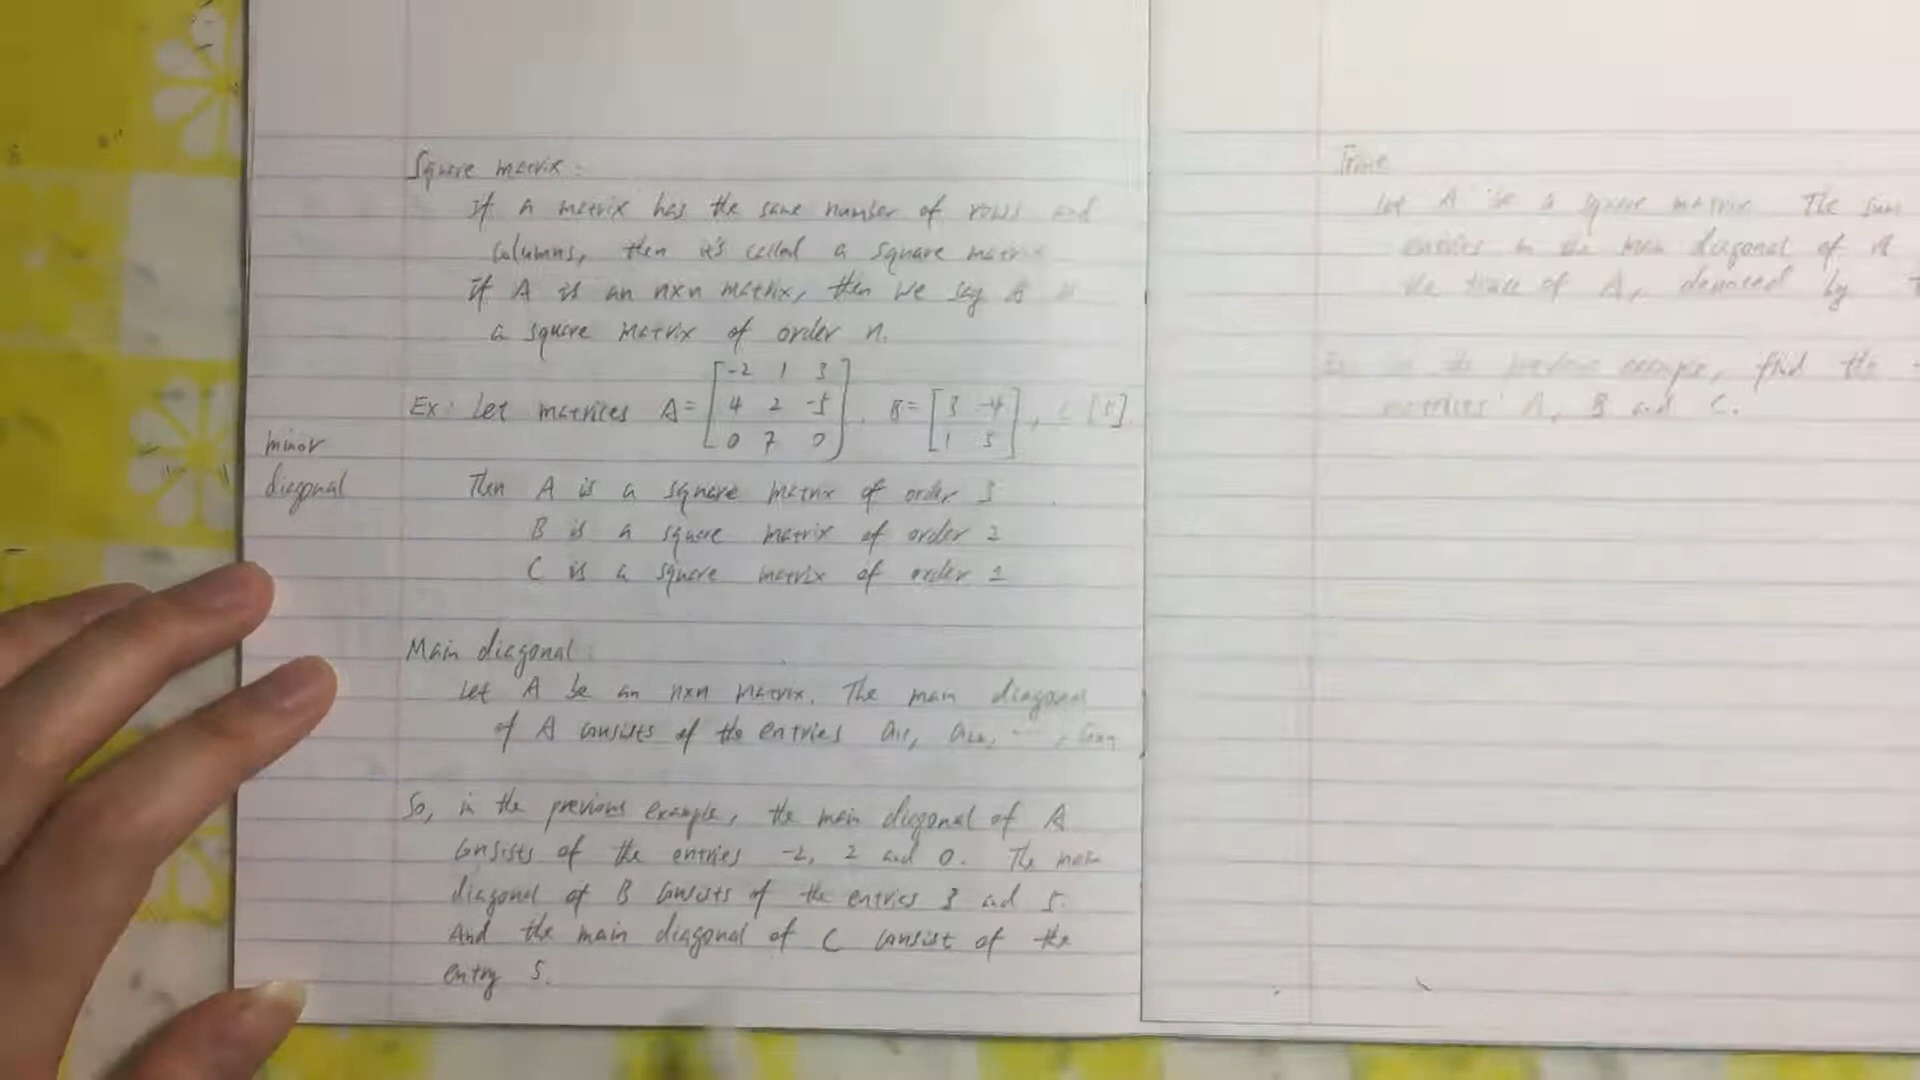 Square matrix:
If a matrix has the same number of rows and
columns, then it's called a square matrix
If A is an nxn matrix, then we say A is
a square matrix of order n.
Ex: Let matrices A = [-2 1 3
4 2 -5
0 7 0], B = [3 -4
1 5], C [5]
minor
diagonal
Then A is a square matrix of order 3
B is a square matrix of order 2
C is a square matrix of order 1
Main diagonal:
Let A be an nxn matrix. The main diagonal
of A consists of the entries a11, a22, ..., ann
So, in the previous example, the main diagonal of A
consists of the entries -2, 2 and 0. The main
diagonal of B consists of the entries 3 and 5.
And the main diagonal of C consist of the
entry 5.
Trace
Let A be a square matrix. The sum
entries in the main diagonal of A
the trace of A, denoted by
the previous example, find the
matrices A, B and C.